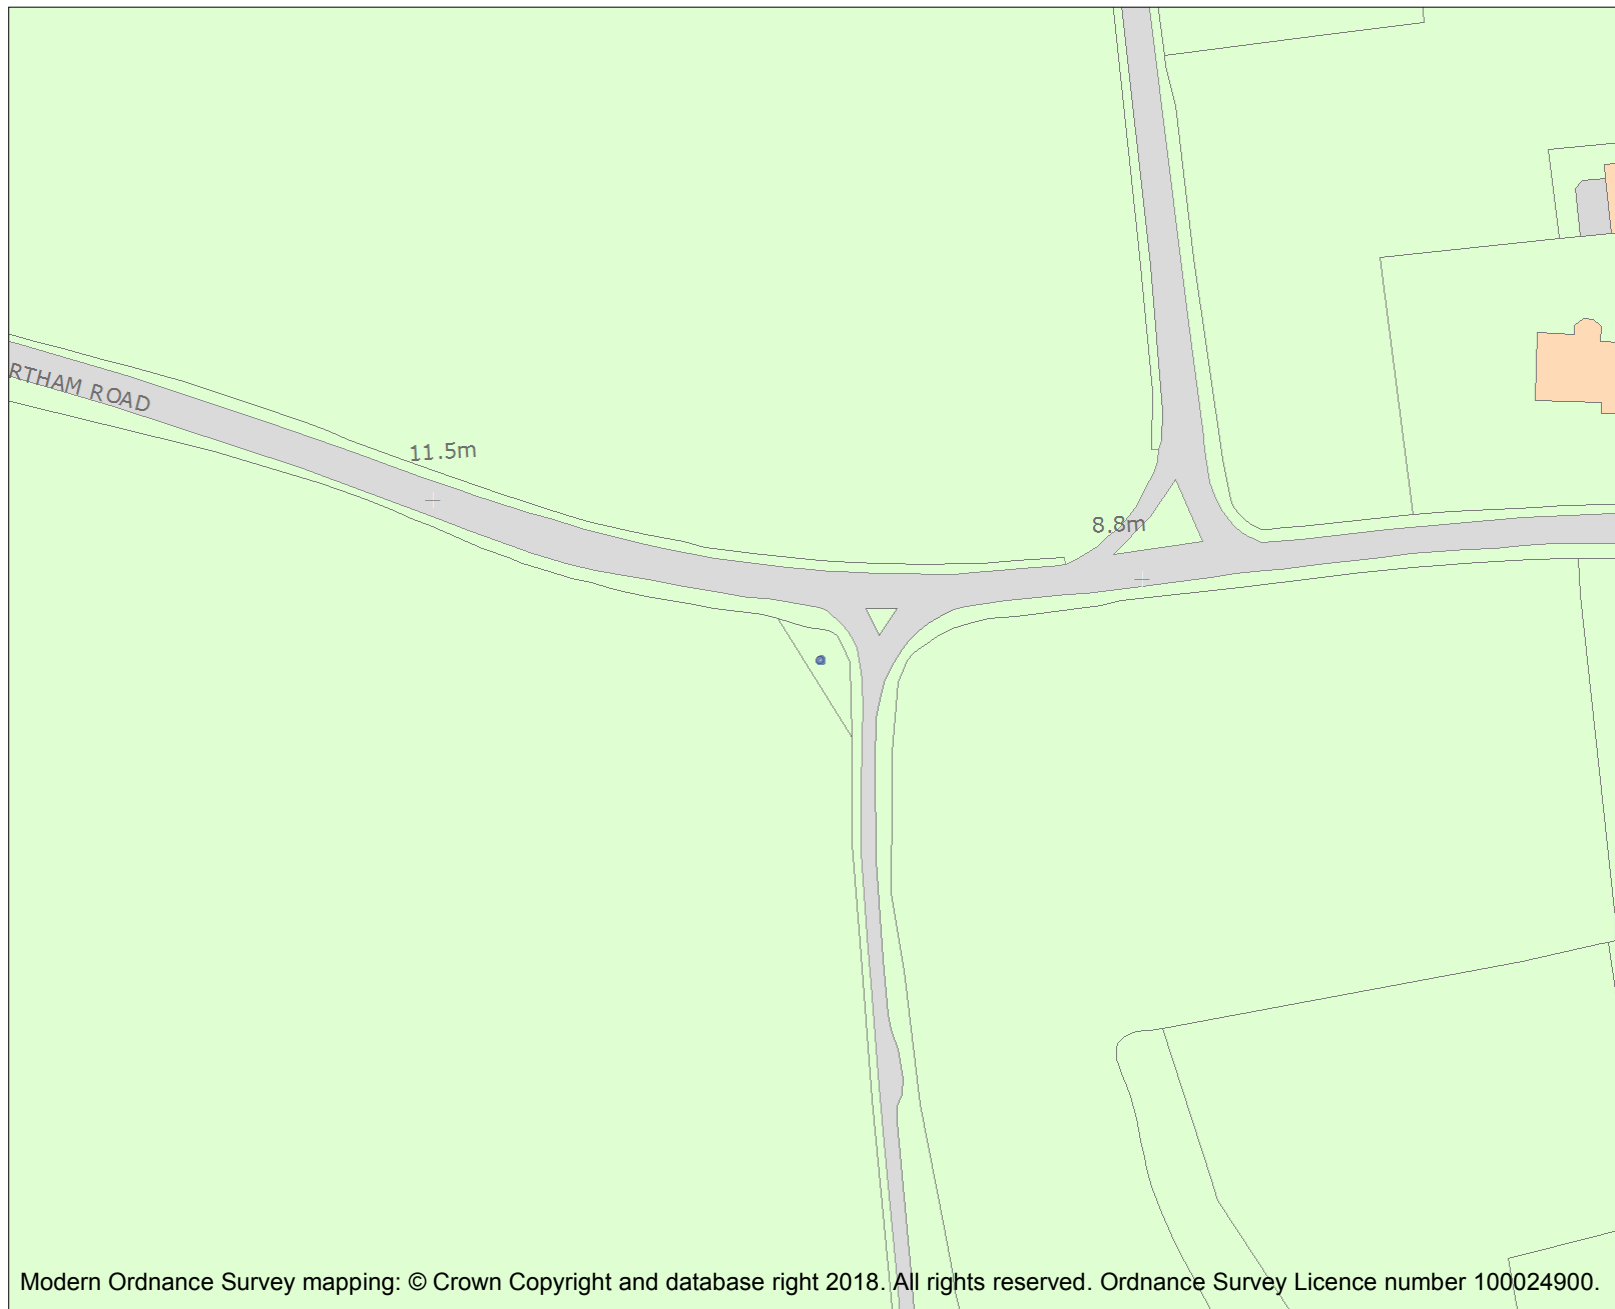 RTHAM ROAD
11.5m
8.8m
Modern Ordnance Survey mapping: © Crown Copyright and database right 2018. All rights reserved. Ordnance Survey Licence number 100024900.